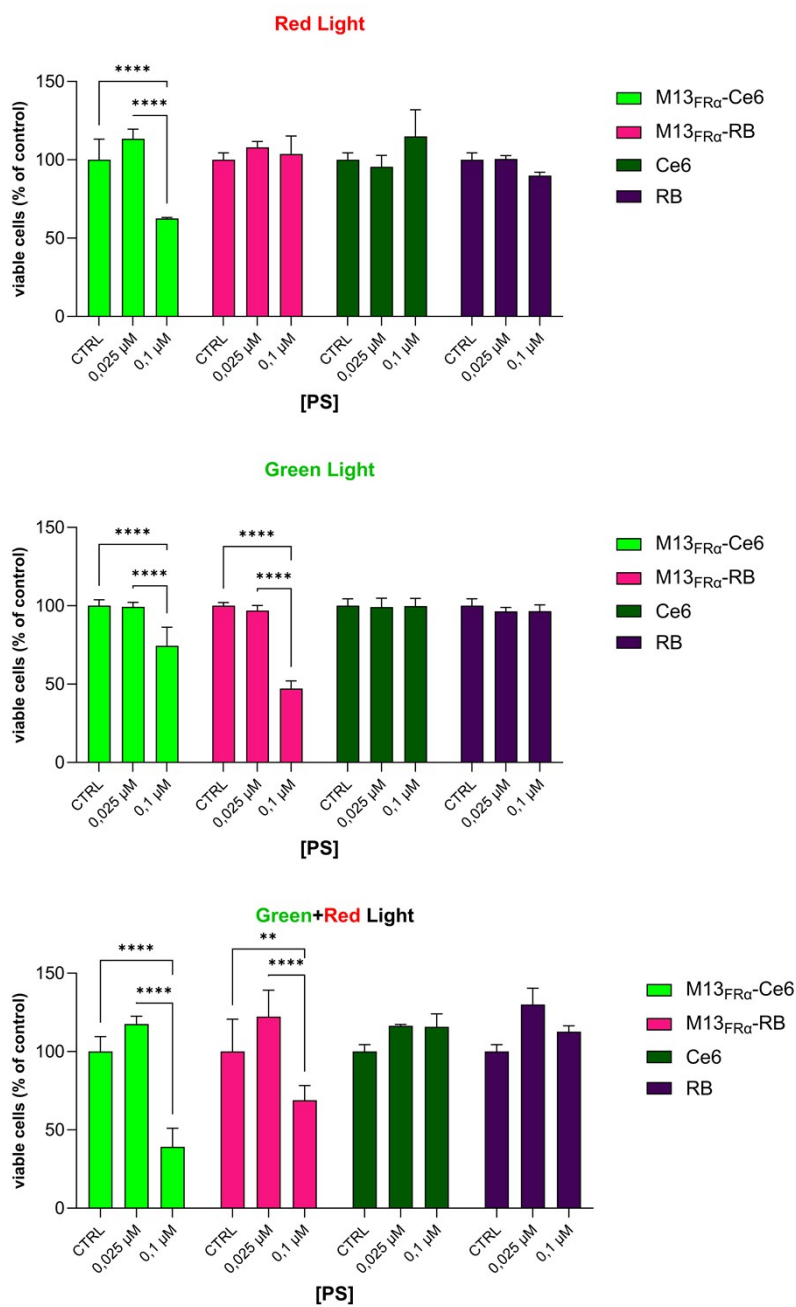 Red Light
****
****
150
100
50
0
viable cells (% of control)
CTRL
0,025 µM
0,1 µM
CTRL
0,025 µM
0,1 µM
CTRL
0,025 µM
0,1 µM
CTRL
0,025 µM
0,1 µM
[PS]
M13FRα-Ce6
M13FRα-RB
Ce6
RB
Green Light
****
****
****
****
150
100
50
0
viable cells (% of control)
CTRL
0,025 µM
0,1 µM
CTRL
0,025 µM
0,1 µM
CTRL
0,025 µM
0,1 µM
CTRL
0,025 µM
0,1 µM
[PS]
M13FRα-Ce6
M13FRα-RB
Ce6
RB
Green+Red Light
****
****
**
****
150
100
50
0
viable cells (% of control)
CTRL
0,025 µM
0,1 µM
CTRL
0,025 µM
0,1 µM
CTRL
0,025 µM
0,1 µM
CTRL
0,025 µM
0,1 µM
[PS]
M13FRα-Ce6
M13FRα-RB
Ce6
RB